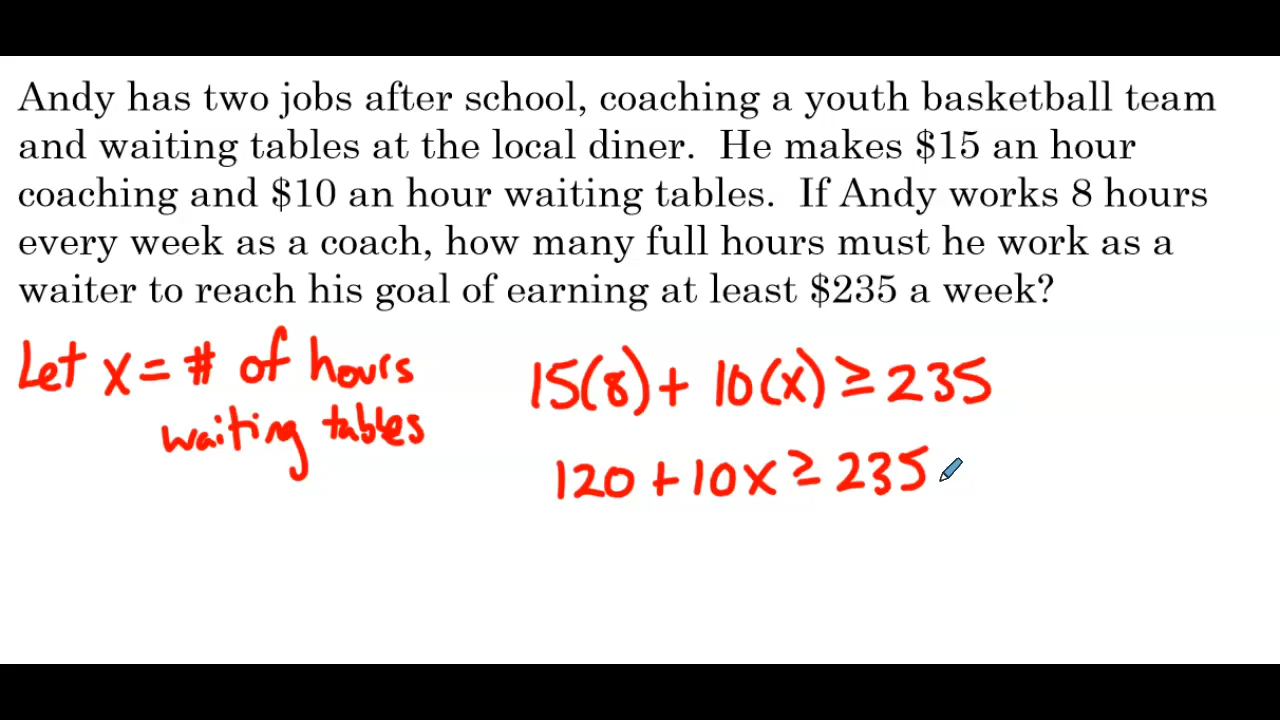 Andy has two jobs after school, coaching a youth basketball team
and waiting tables at the local diner. He makes $15 an hour
coaching and $10 an hour waiting tables. If Andy works 8 hours
every week as a coach, how many full hours must he work as a
waiter to reach his goal of earning at least $235 a week?
Let x = # of hours
waiting tables
15(8) + 10(x) ≥ 235
120 + 10x ≥ 235